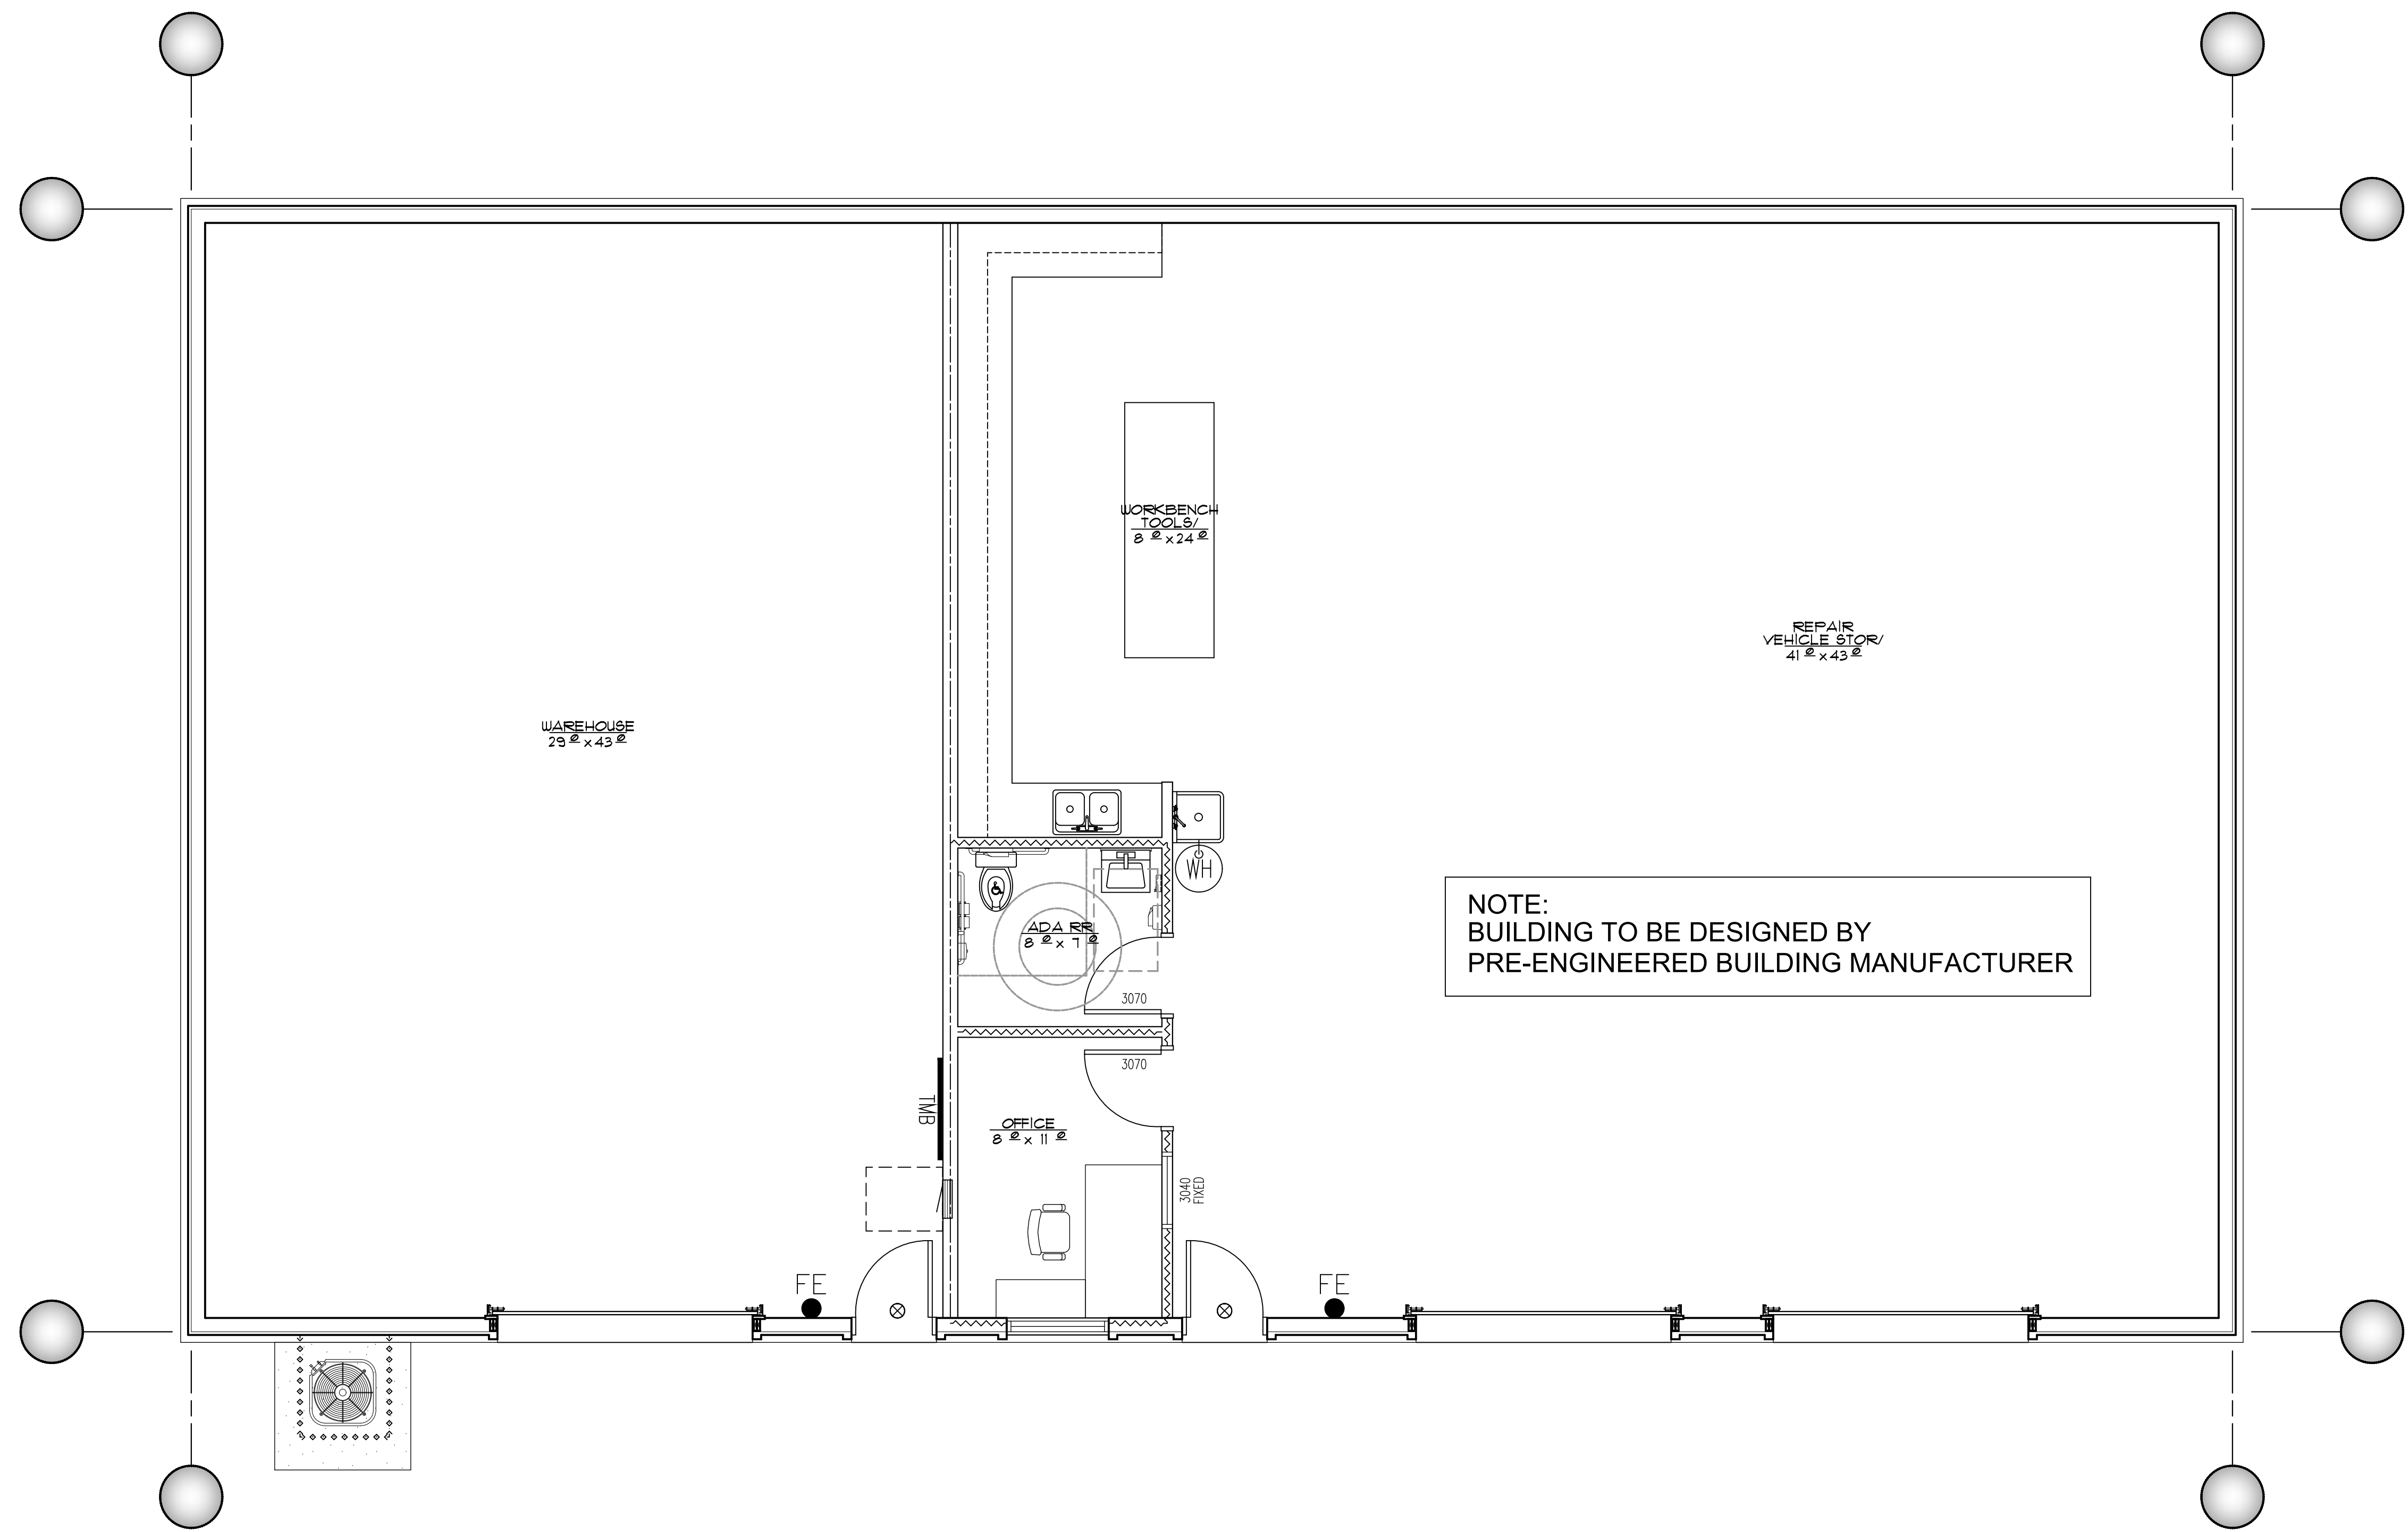 WORKBENCH
TOOLS/
8 0 x 24 0
REPAIR
VEHICLE STOR/
41 0 x 43 0
WAREHOUSE
29 0 x 43 0
WH
NOTE:
BUILDING TO BE DESIGNED BY
PRE-ENGINEERED BUILDING MANUFACTURER
ADA RR
8 0 x 7 0
3070
3070
TMB
OFFICE
8 0 x 11 0
3040
FIXED
FE
FE